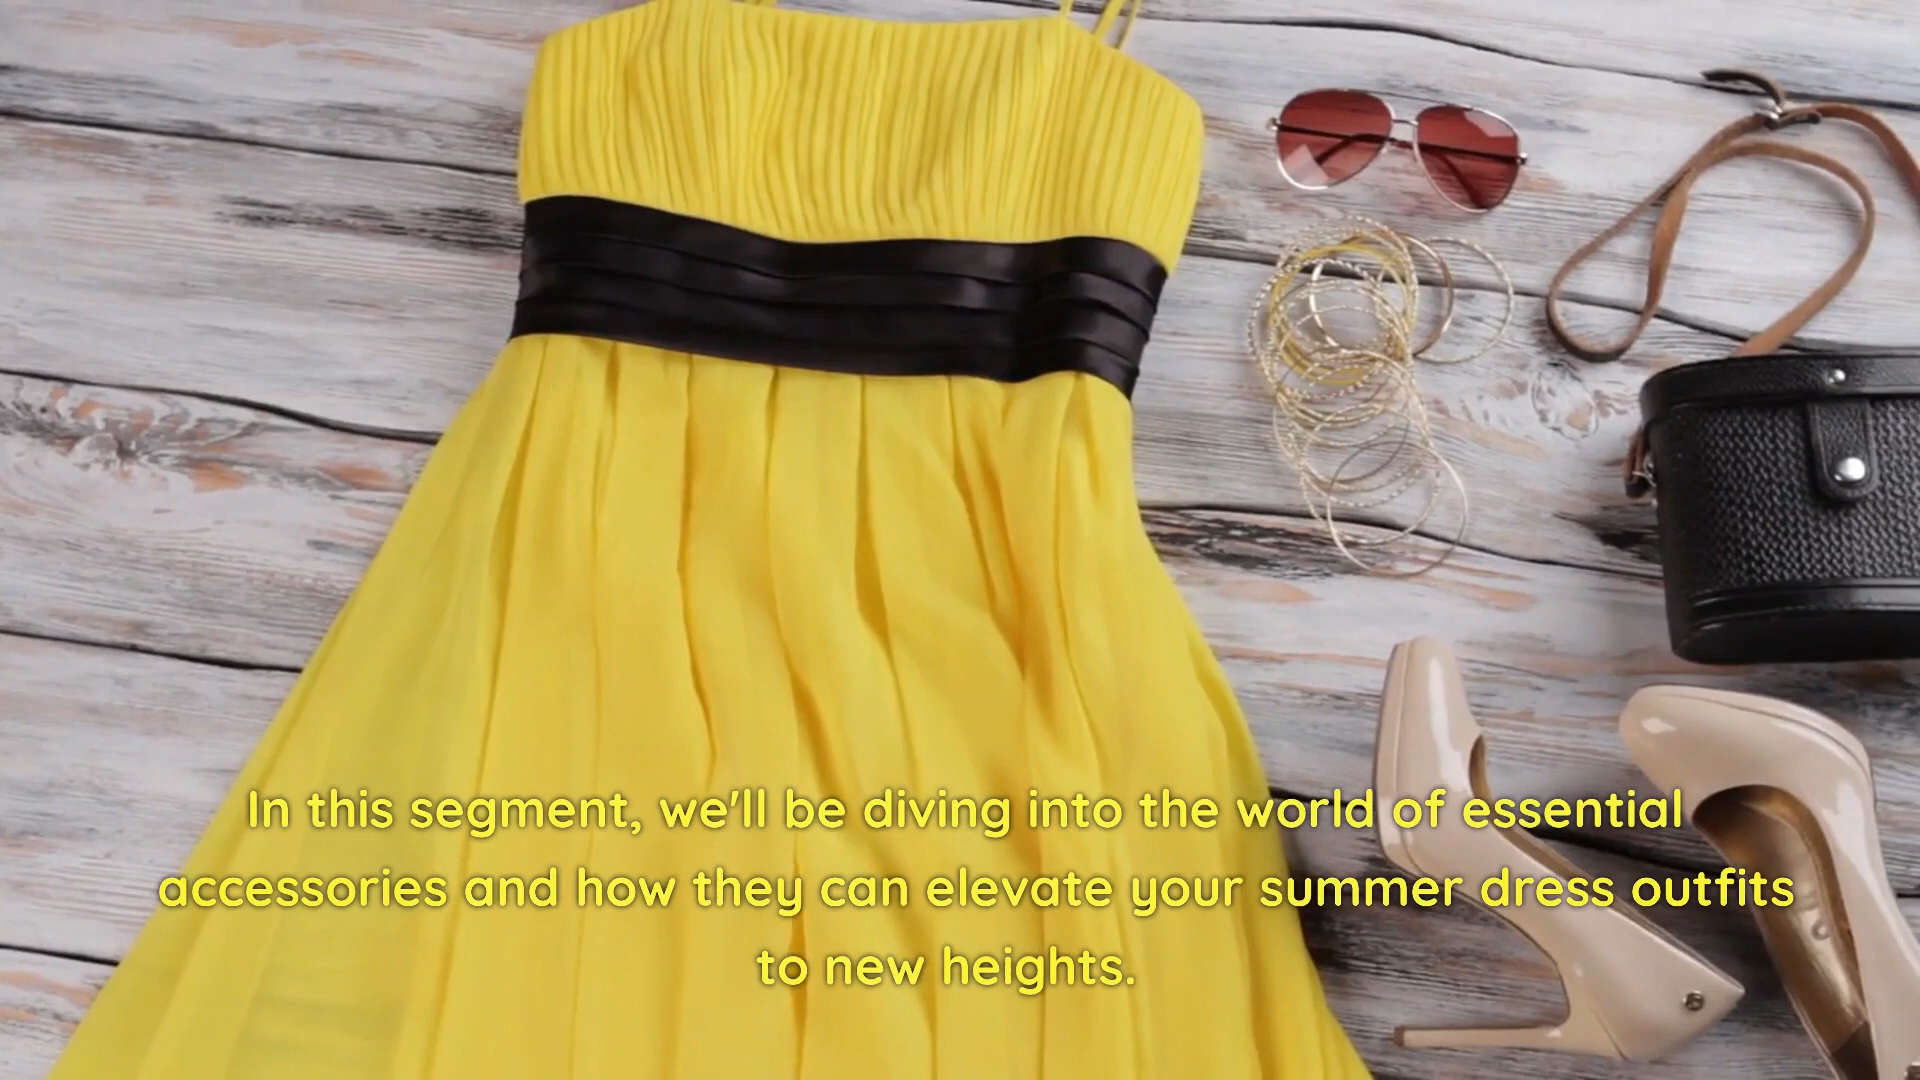 In this segment, we'll be diving into the world of essential
accessories and how they can elevate your summer dress outfits
to new heights.